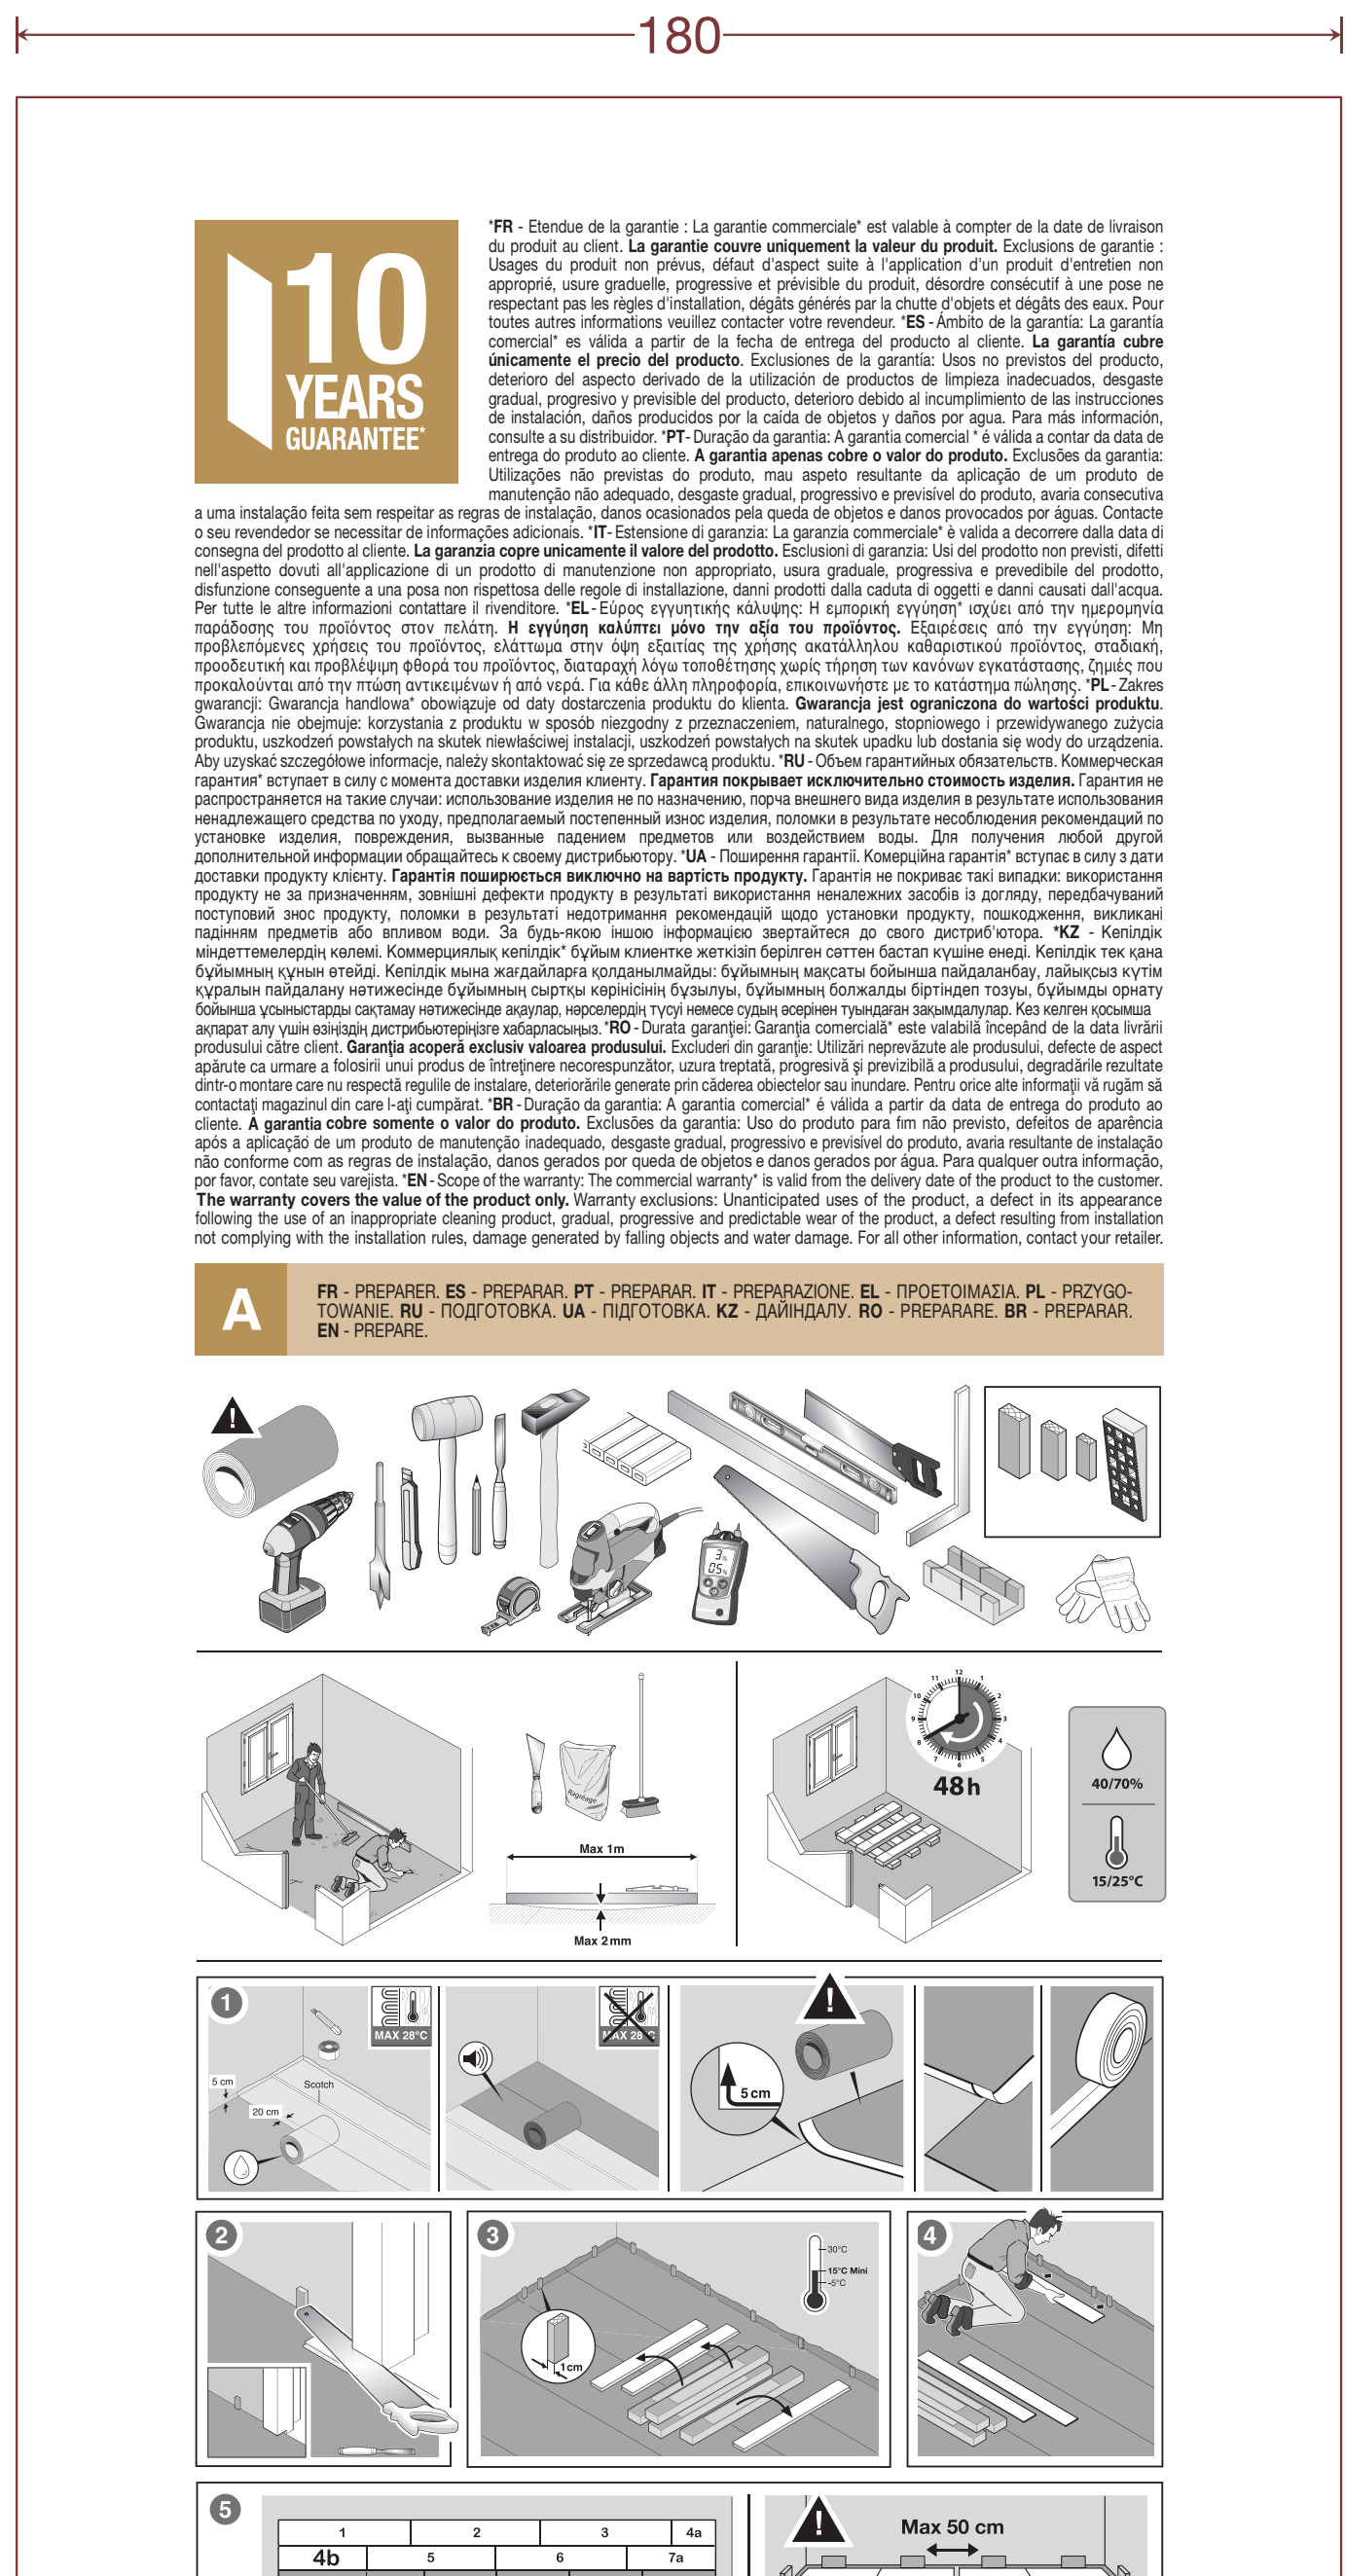 180
10
YEARS
GUARANTEE*
*FR - Etendue de la garantie : La garantie commerciale* est valable à compter de la date de livraison
du produit au client. La garantie couvre uniquement la valeur du produit. Exclusions de garantie :
Usages du produit non prévus, défaut d'aspect suite à l'application d'un produit d'entretien non
approprié, usure graduelle, progressive et prévisible du produit, désordre consécutif à une pose ne
respectant pas les règles d'installation, dégâts générés par la chutte d'objets et dégâts des eaux. Pour
toutes autres informations veuillez contacter votre revendeur. *ES - Ámbito de la garantía: La garantía
comercial* es válida a partir de la fecha de entrega del producto al cliente. La garantía cubre
únicamente el precio del producto. Exclusiones de la garantía: Usos no previstos del producto,
deterioro del aspecto derivado de la utilización de productos de limpieza inadecuados, desgaste
gradual, progresivo y previsible del producto, deterioro debido al incumplimiento de las instrucciones
de instalación, daños producidos por la caída de objetos y daños por agua. Para más información,
consulte a su distribuidor. *PT- Duração da garantia: A garantia comercial * é válida a contar da data de
entrega do produto ao cliente. A garantia apenas cobre o valor do produto. Exclusões da garantia:
Utilizações não previstas do produto, mau aspeto resultante da aplicação de um produto de
manutenção não adequado, desgaste gradual, progressivo e previsível do produto, avaria consecutiva
a uma instalação feita sem respeitar as regras de instalação, danos ocasionados pela queda de objetos e danos provocados por águas. Contacte
o seu revendedor se necessitar de informações adicionais. *IT- Estensione di garanzia: La garanzia commerciale* è valida a decorrere dalla data di
consegna del prodotto al cliente. La garanzia copre unicamente il valore del prodotto. Esclusioni di garanzia: Usi del prodotto non previsti, difetti
nell'aspetto dovuti all'applicazione di un prodotto di manutenzione non appropriato, usura graduale, progressiva e prevedibile del prodotto,
disfunzione conseguente a una posa non rispettosa delle regole di installazione, danni prodotti dalla caduta di oggetti e danni causati dall'acqua.
Per tutte le altre informazioni contattare il rivenditore. *EL - Εύρος εγγυητικής κάλυψης: Η εμπορική εγγύηση* ισχύει από την ημερομηνία
παράδοσης του προϊόντος στον πελάτη. Η εγγύηση καλύπτει μόνο την αξία του προϊόντος. Εξαιρέσεις από την εγγύηση: Μη
προβλεπόμενες χρήσεις του προϊόντος, ελάττωμα στην όψη εξαιτίας της χρήσης ακατάλληλου καθαριστικού προϊόντος, σταδιακή,
προοδευτική και προβλέψιμη φθορά του προϊόντος, διαταραχή λόγω τοποθέτησης χωρίς τήρηση των κανόνων εγκατάστασης, ζημιές που
προκαλούνται από την πτώση αντικειμένων ή από νερά. Για κάθε άλλη πληροφορία, επικοινωνήστε με το κατάστημα πώλησης. *PL - Zakres
gwarancji: Gwarancja handlowa* obowiązuje od daty dostarczenia produktu do klienta. Gwarancja jest ograniczona do wartości produktu.
Gwarancja nie obejmuje: korzystania z produktu w sposób niezgodny z przeznaczeniem, naturalnego, stopniowego i przewidywanego zużycia
produktu, uszkodzeń powstałych na skutek niewłaściwej instalacji, uszkodzeń powstałych na skutek upadku lub dostania się wody do urządzenia.
Aby uzyskać szczegółowe informacje, należy skontaktować się ze sprzedawcą produktu. *RU - Объем гарантийных обязательств. Коммерческая
гарантия* вступает в силу с момента доставки изделия клиенту. Гарантия покрывает исключительно стоимость изделия. Гарантия не
распространяется на такие случаи: использование изделия не по назначению, порча внешнего вида изделия в результате использования
ненадлежащего средства по уходу, предполагаемый постепенный износ изделия, поломки в результате несоблюдения рекомендаций по
установке изделия, повреждения, вызванные падением предметов или воздействием воды. Для получения любой другой
дополнительной информации обращайтесь к своему дистрибьютору. *UA - Поширення гарантії. Комерційна гарантія* вступає в силу з дати
доставки продукту клієнту. Гарантія поширюється виключно на вартість продукту. Гарантія не покриває такі випадки: використання
продукту не за призначенням, зовнішні дефекти продукту в результаті використання неналежних засобів із догляду, передбачуваний
поступовий знос продукту, поломки в результаті недотримання рекомендацій щодо установки продукту, пошкодження, викликані
падінням предметів або впливом води. За будь-якою іншою інформацією звертайтеся до свого дистриб'ютора. *KZ - Кепілдік
міндеттемелердің көлемі. Коммерциялық кепілдік* бұйым клиентке жеткізіп берілген сәттен бастап күшіне енеді. Кепілдік тек қана
бұйымның құнын өтейді. Кепілдік мына жағдайларға қолданылмайды: бұйымның мақсаты бойынша пайдаланбау, лайықсыз күтім
құралын пайдалану нәтижесінде бұйымның сыртқы көрінісінің бұзылуы, бұйымның болжалды біртіндеп тозуы, бұйымды орнату
бойынша ұсыныстарды сақтамау нәтижесінде ақаулар, нәрселердің түсуі немесе судың әсерінен туындаған зақымдалулар. Кез келген қосымша
ақпарат алу үшін өзіңіздің дистрибьютеріңізге хабарласыңыз. *RO - Durata garanţiei: Garanţia comercială* este valabilă începând de la data livrării
produsului către client. Garanţia acoperă exclusiv valoarea produsului. Excluderi din garanţie: Utilizări neprevăzute ale produsului, defecte de aspect
apărute ca urmare a folosirii unui produs de întreţinere necorespunzător, uzura treptată, progresivă şi previzibilă a produsului, degradările rezultate
dintr-o montare care nu respectă regulile de instalare, deteriorările generate prin căderea obiectelor sau inundare. Pentru orice alte informaţii vă rugăm să
contactaţi magazinul din care l-aţi cumpărat. *BR - Duração da garantia: A garantia comercial* é válida a partir da data de entrega do produto ao
cliente. A garantia cobre somente o valor do produto. Exclusões da garantia: Uso do produto para fim não previsto, defeitos de aparência
após a aplicação de um produto de manutenção inadequado, desgaste gradual, progressivo e previsível do produto, avaria resultante de instalação
não conforme com as regras de instalação, danos gerados por queda de objetos e danos gerados por água. Para qualquer outra informação,
por favor, contate seu varejista. *EN - Scope of the warranty: The commercial warranty* is valid from the delivery date of the product to the customer.
The warranty covers the value of the product only. Warranty exclusions: Unanticipated uses of the product, a defect in its appearance
following the use of an inappropriate cleaning product, gradual, progressive and predictable wear of the product, a defect resulting from installation
not complying with the installation rules, damage generated by falling objects and water damage. For all other information, contact your retailer.
A
FR - PREPARER. ES - PREPARAR. PT - PREPARAR. IT - PREPARAZIONE. EL - ΠΡΟΕΤΟΙΜΑΣΙΑ. PL - PRZYGO-
TOWANIE. RU - ПОДГОТОВКА. UA - ПІДГОТОВКА. KZ - ДАЙІНДАЛУ. RO - PREPARARE. BR - PREPARAR.
EN - PREPARE.
!
3%
0.5%
Ragréage
Max 1m
Max 2mm
12
1
2
3
4
5
6
7
8
9
10
11
48h
40/70%
15/25°C
1
MAX 28°C
5 cm
Scotch
20 cm
MAX 28°C
!
5 cm
2
3
30°C
15°C Mini
-5°C
1cm
4
5
1 2 3 4a
4b 5 6 7a
!
Max 50 cm